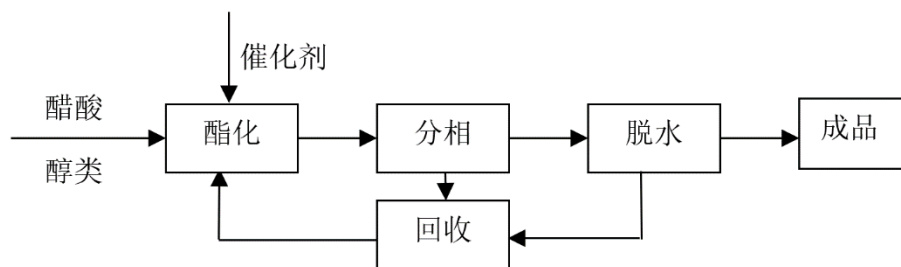 催化剂
醋酸
醇类
酯化
分相
脱水
成品
回收